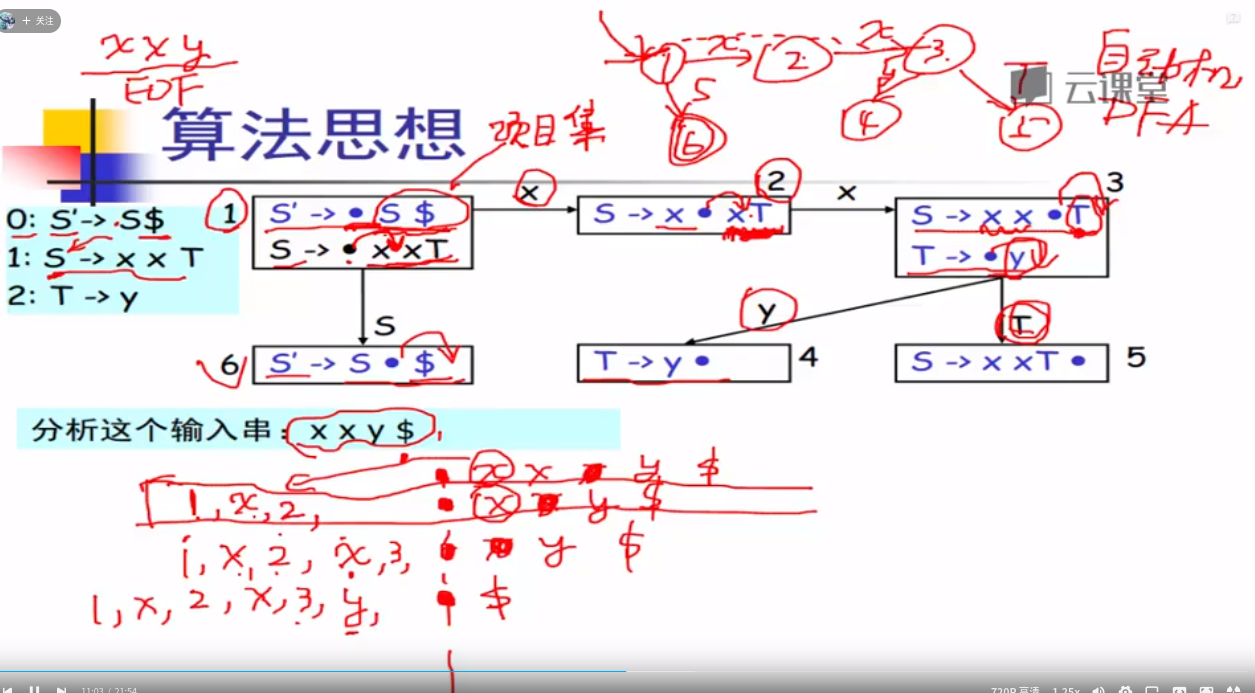 + 关注
x x y
EOF
算法思想
项目集
1 x 2 x 3
S 6 y 4 T 5
自动机,
DFA
云课堂
0: S' -> .S$
1: S -> x x T
2: T -> y
1
S' -> • S $
S -> • x x T
x
2
S -> x • x T
x
3
S -> x x • T
T -> • y
S
y
T
6
S' -> S • $
T -> y •
4
S -> x x T •
5
分析这个输入串: x x y $
• x x y $
1, x, 2, • x y $
1, x, 2, x, 3, • y $
1, x, 2, x, 3, y, • $
11:03 / 21:54
720P 高清
1.25x